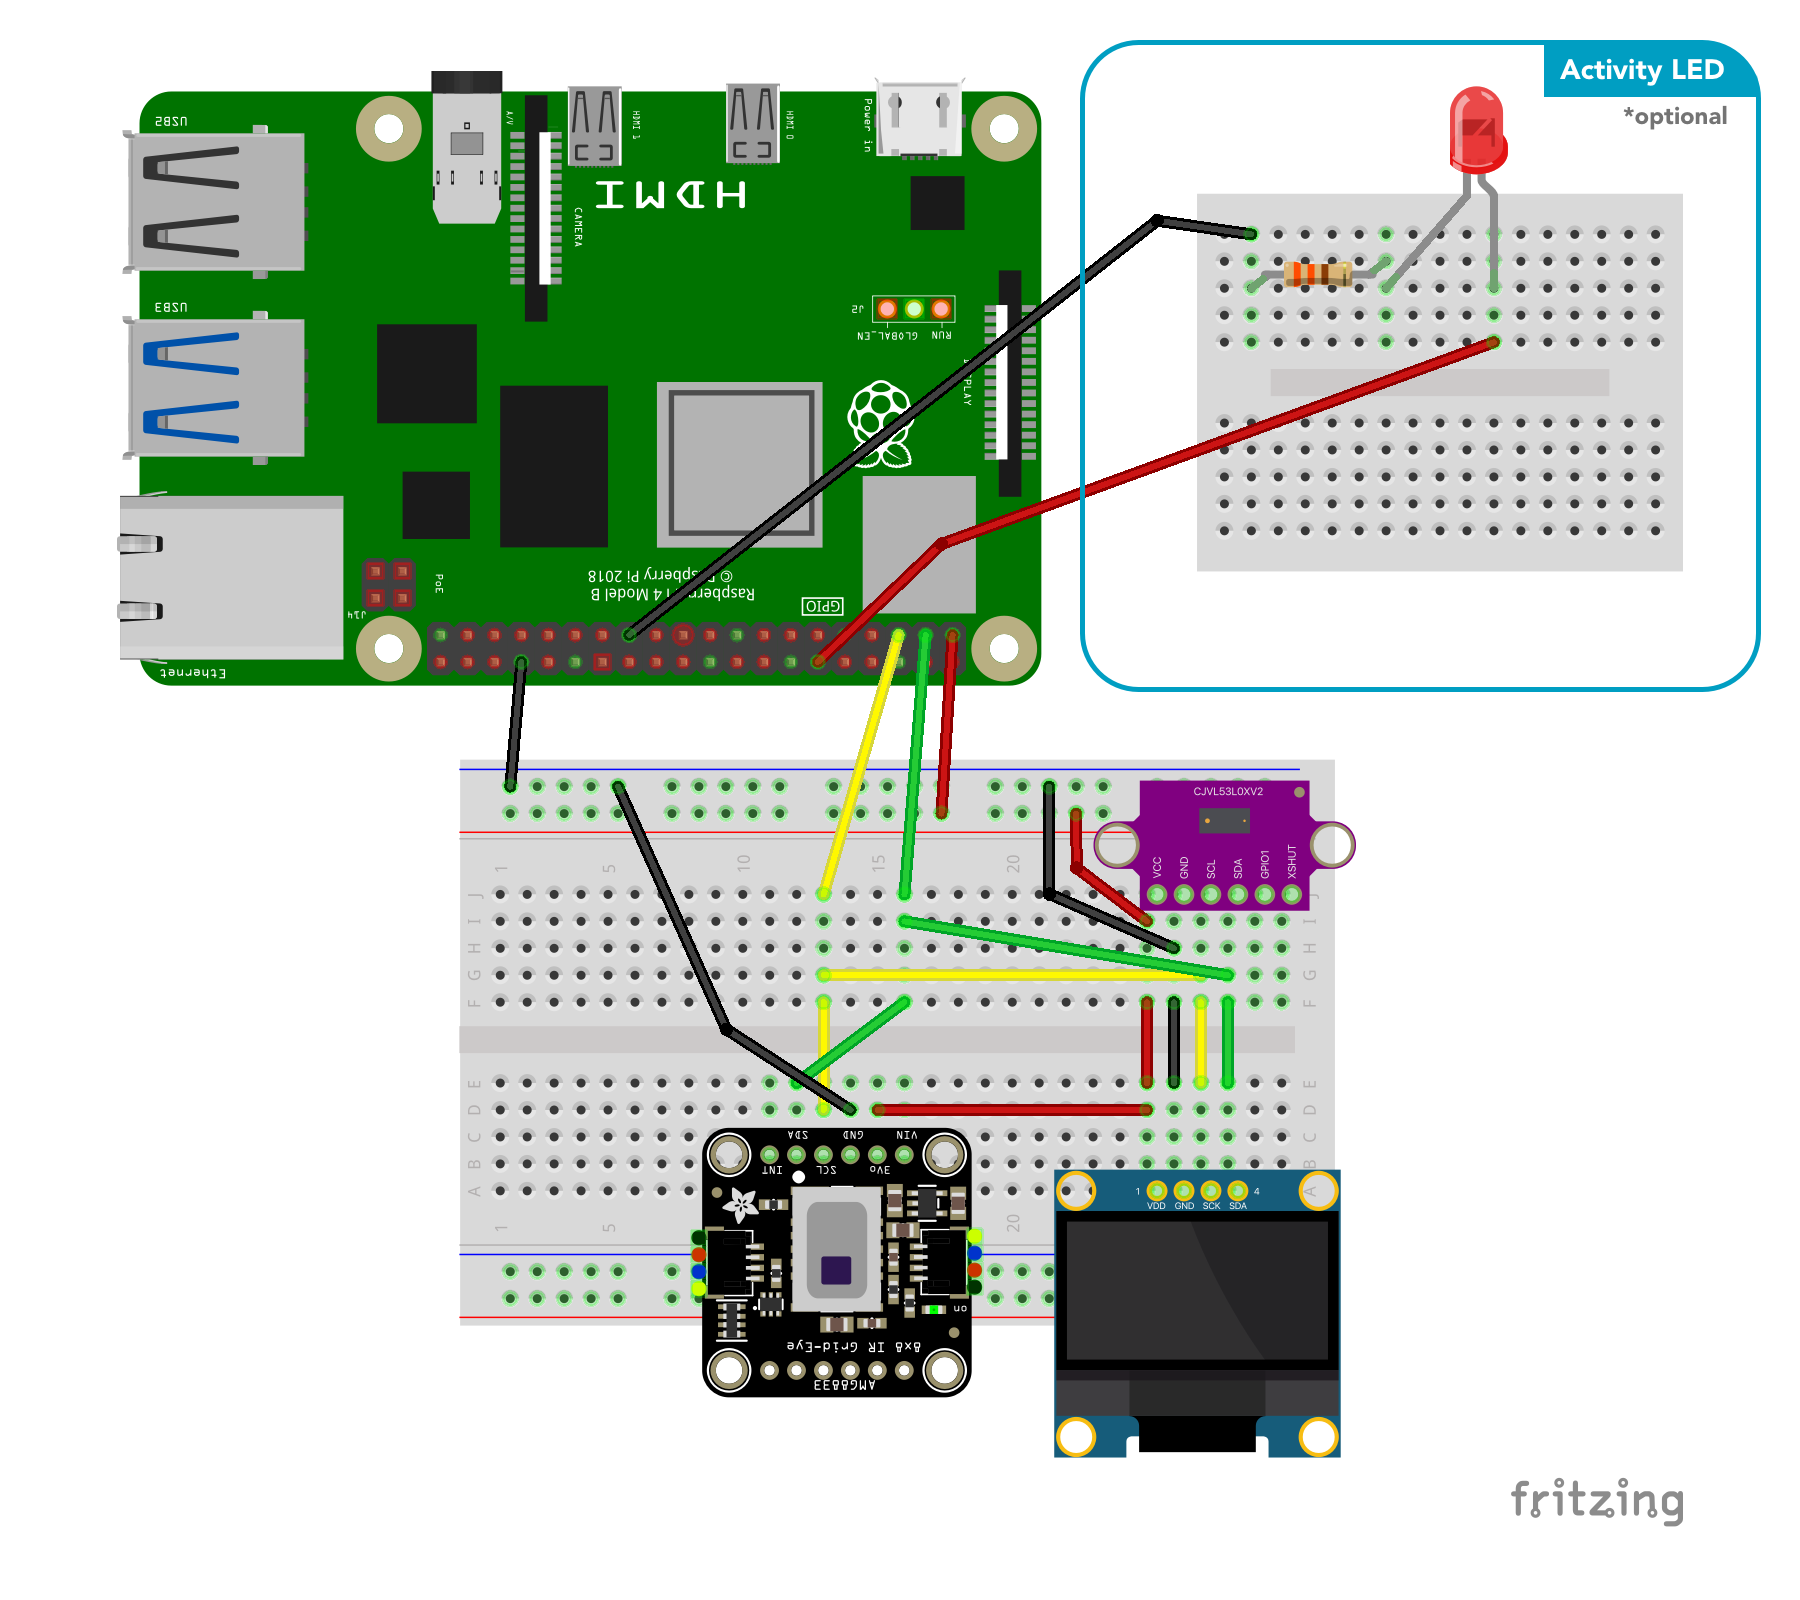 Activity LED
*optional
USB2
A/V
HDMI 1
HDMI 0
Power in
HDMI
CAMERA
USB3
J2
GLOBAL_EN
RUN
PoE
J14
Raspberry Pi 4 Model B
© Raspberry Pi 2018
GPIO
Ethernet
CJVL53L0XV2
VCC
GND
SCL
SDA
GPIO1
XSHUT
1
5
10
15
20
J
J
I
I
H
H
G
G
F
F
E
E
D
D
C
C
B
B
A
A
1
5
20
SDA
GND
VIN
INT
SCL
3Vo
on
8x8 IR Grid-Eye
AMG8833
1
4
VDD
GND
SCK
SDA
fritzing